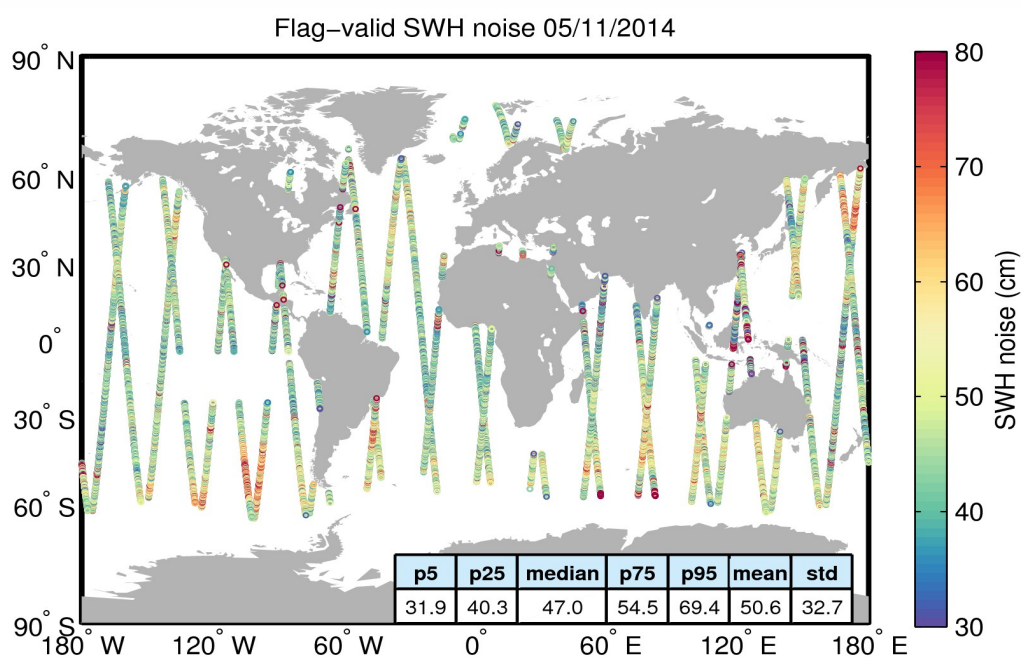 Flag−valid SWH noise 05/11/2014
90° N
60° N
30° N
0°
30° S
60° S
90° S
180° W
120° W
60° W
0°
60° E
120° E
180° E
p5 p25 median p75 p95 mean std
31.9 40.3 47.0 54.5 69.4 50.6 32.7
80
70
60
50
40
30
SWH noise (cm)